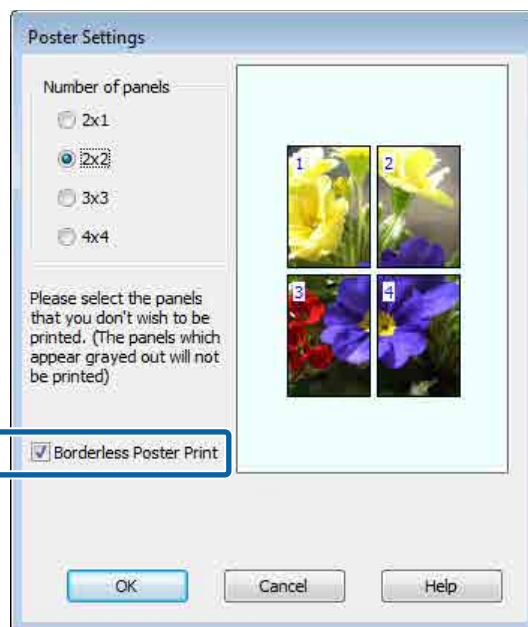 Poster Settings
Number of panels
2x1
2x2
3x3
4x4
Please select the panels
that you don't wish to be
printed. (The panels which
appear grayed out will not
be printed)
Borderless Poster Print
1
2
3
4
OK
Cancel
Help